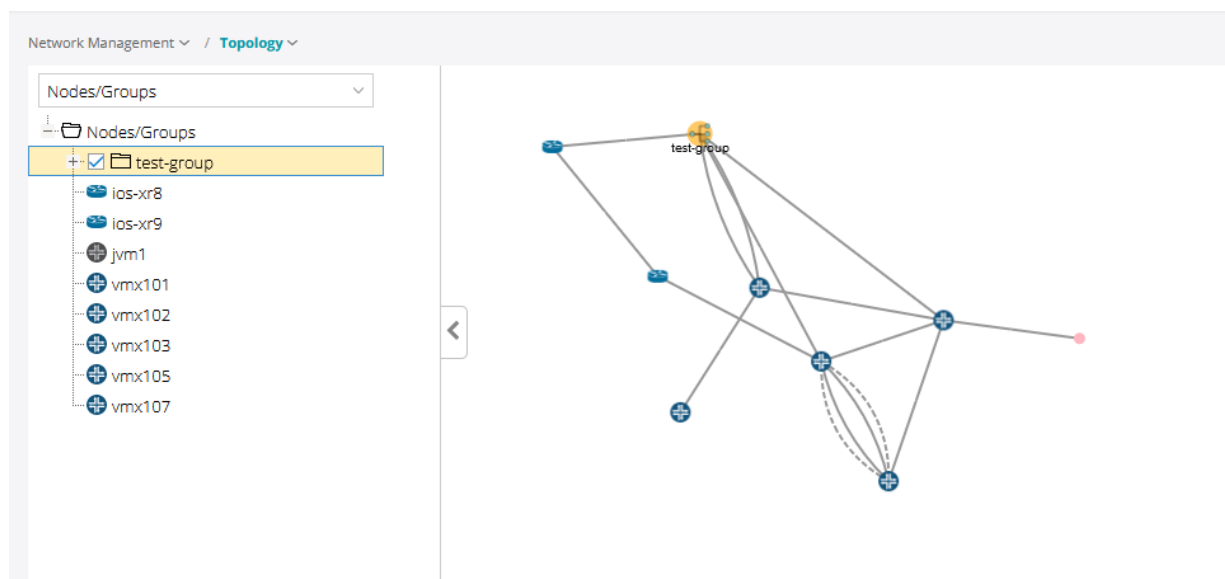 Network Management / Topology
Nodes/Groups
Nodes/Groups
test-group
ios-xr8
ios-xr9
jvm1
vmx101
vmx102
vmx103
vmx105
vmx107
test-group